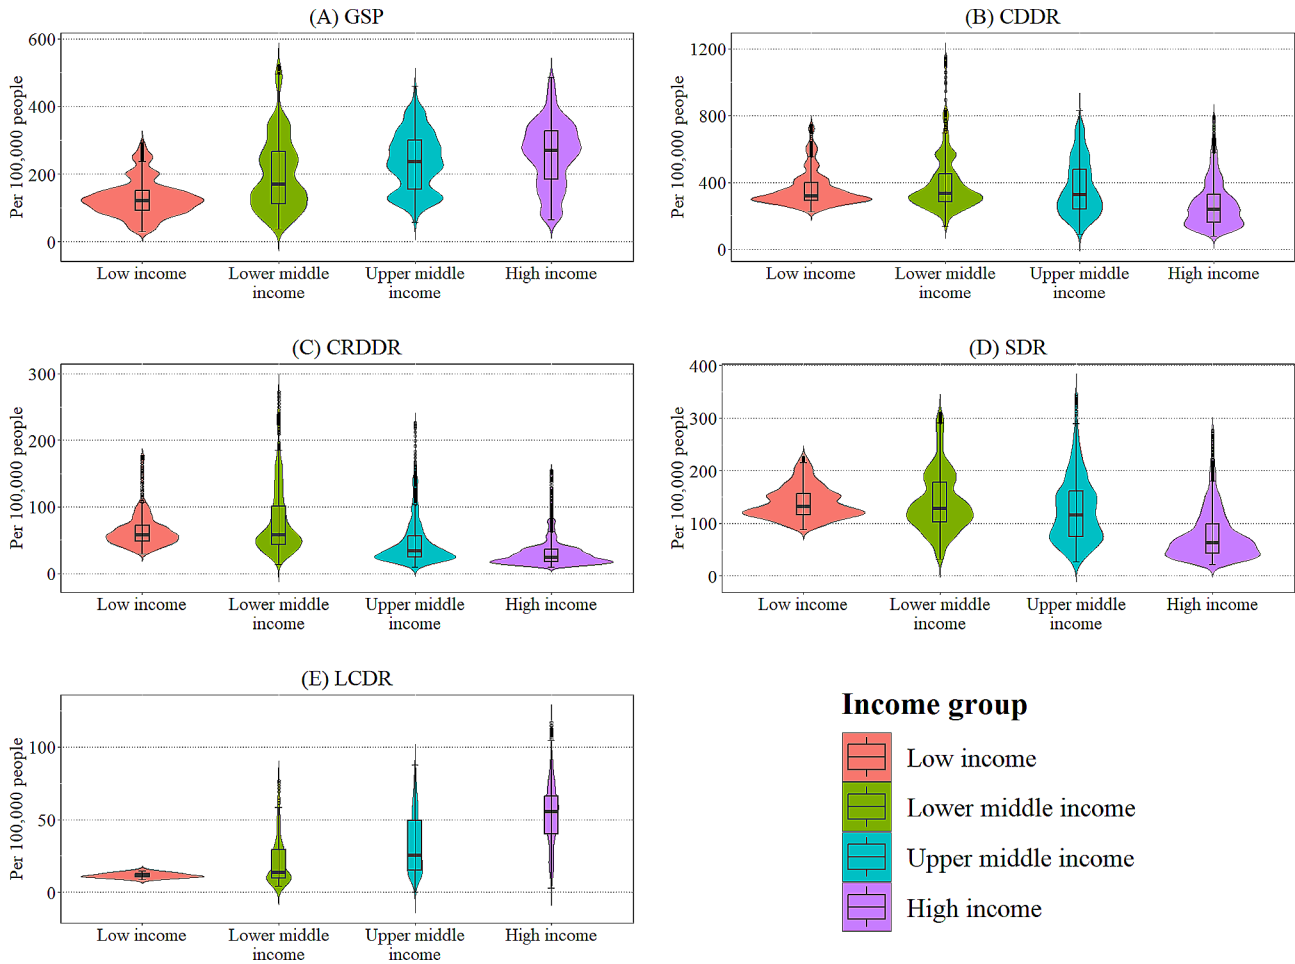 (A) GSP
Per 100,000 people
600
400
200
0
Low income
Lower middle
income
Upper middle
income
High income
(B) CDDR
Per 100,000 people
1200
800
400
0
Low income
Lower middle
income
Upper middle
income
High income
(C) CRDDR
Per 100,000 people
300
200
100
0
Low income
Lower middle
income
Upper middle
income
High income
(D) SDR
Per 100,000 people
400
300
200
100
0
Low income
Lower middle
income
Upper middle
income
High income
(E) LCDR
Per 100,000 people
100
50
0
Low income
Lower middle
income
Upper middle
income
High income
Income group
Low income
Lower middle income
Upper middle income
High income